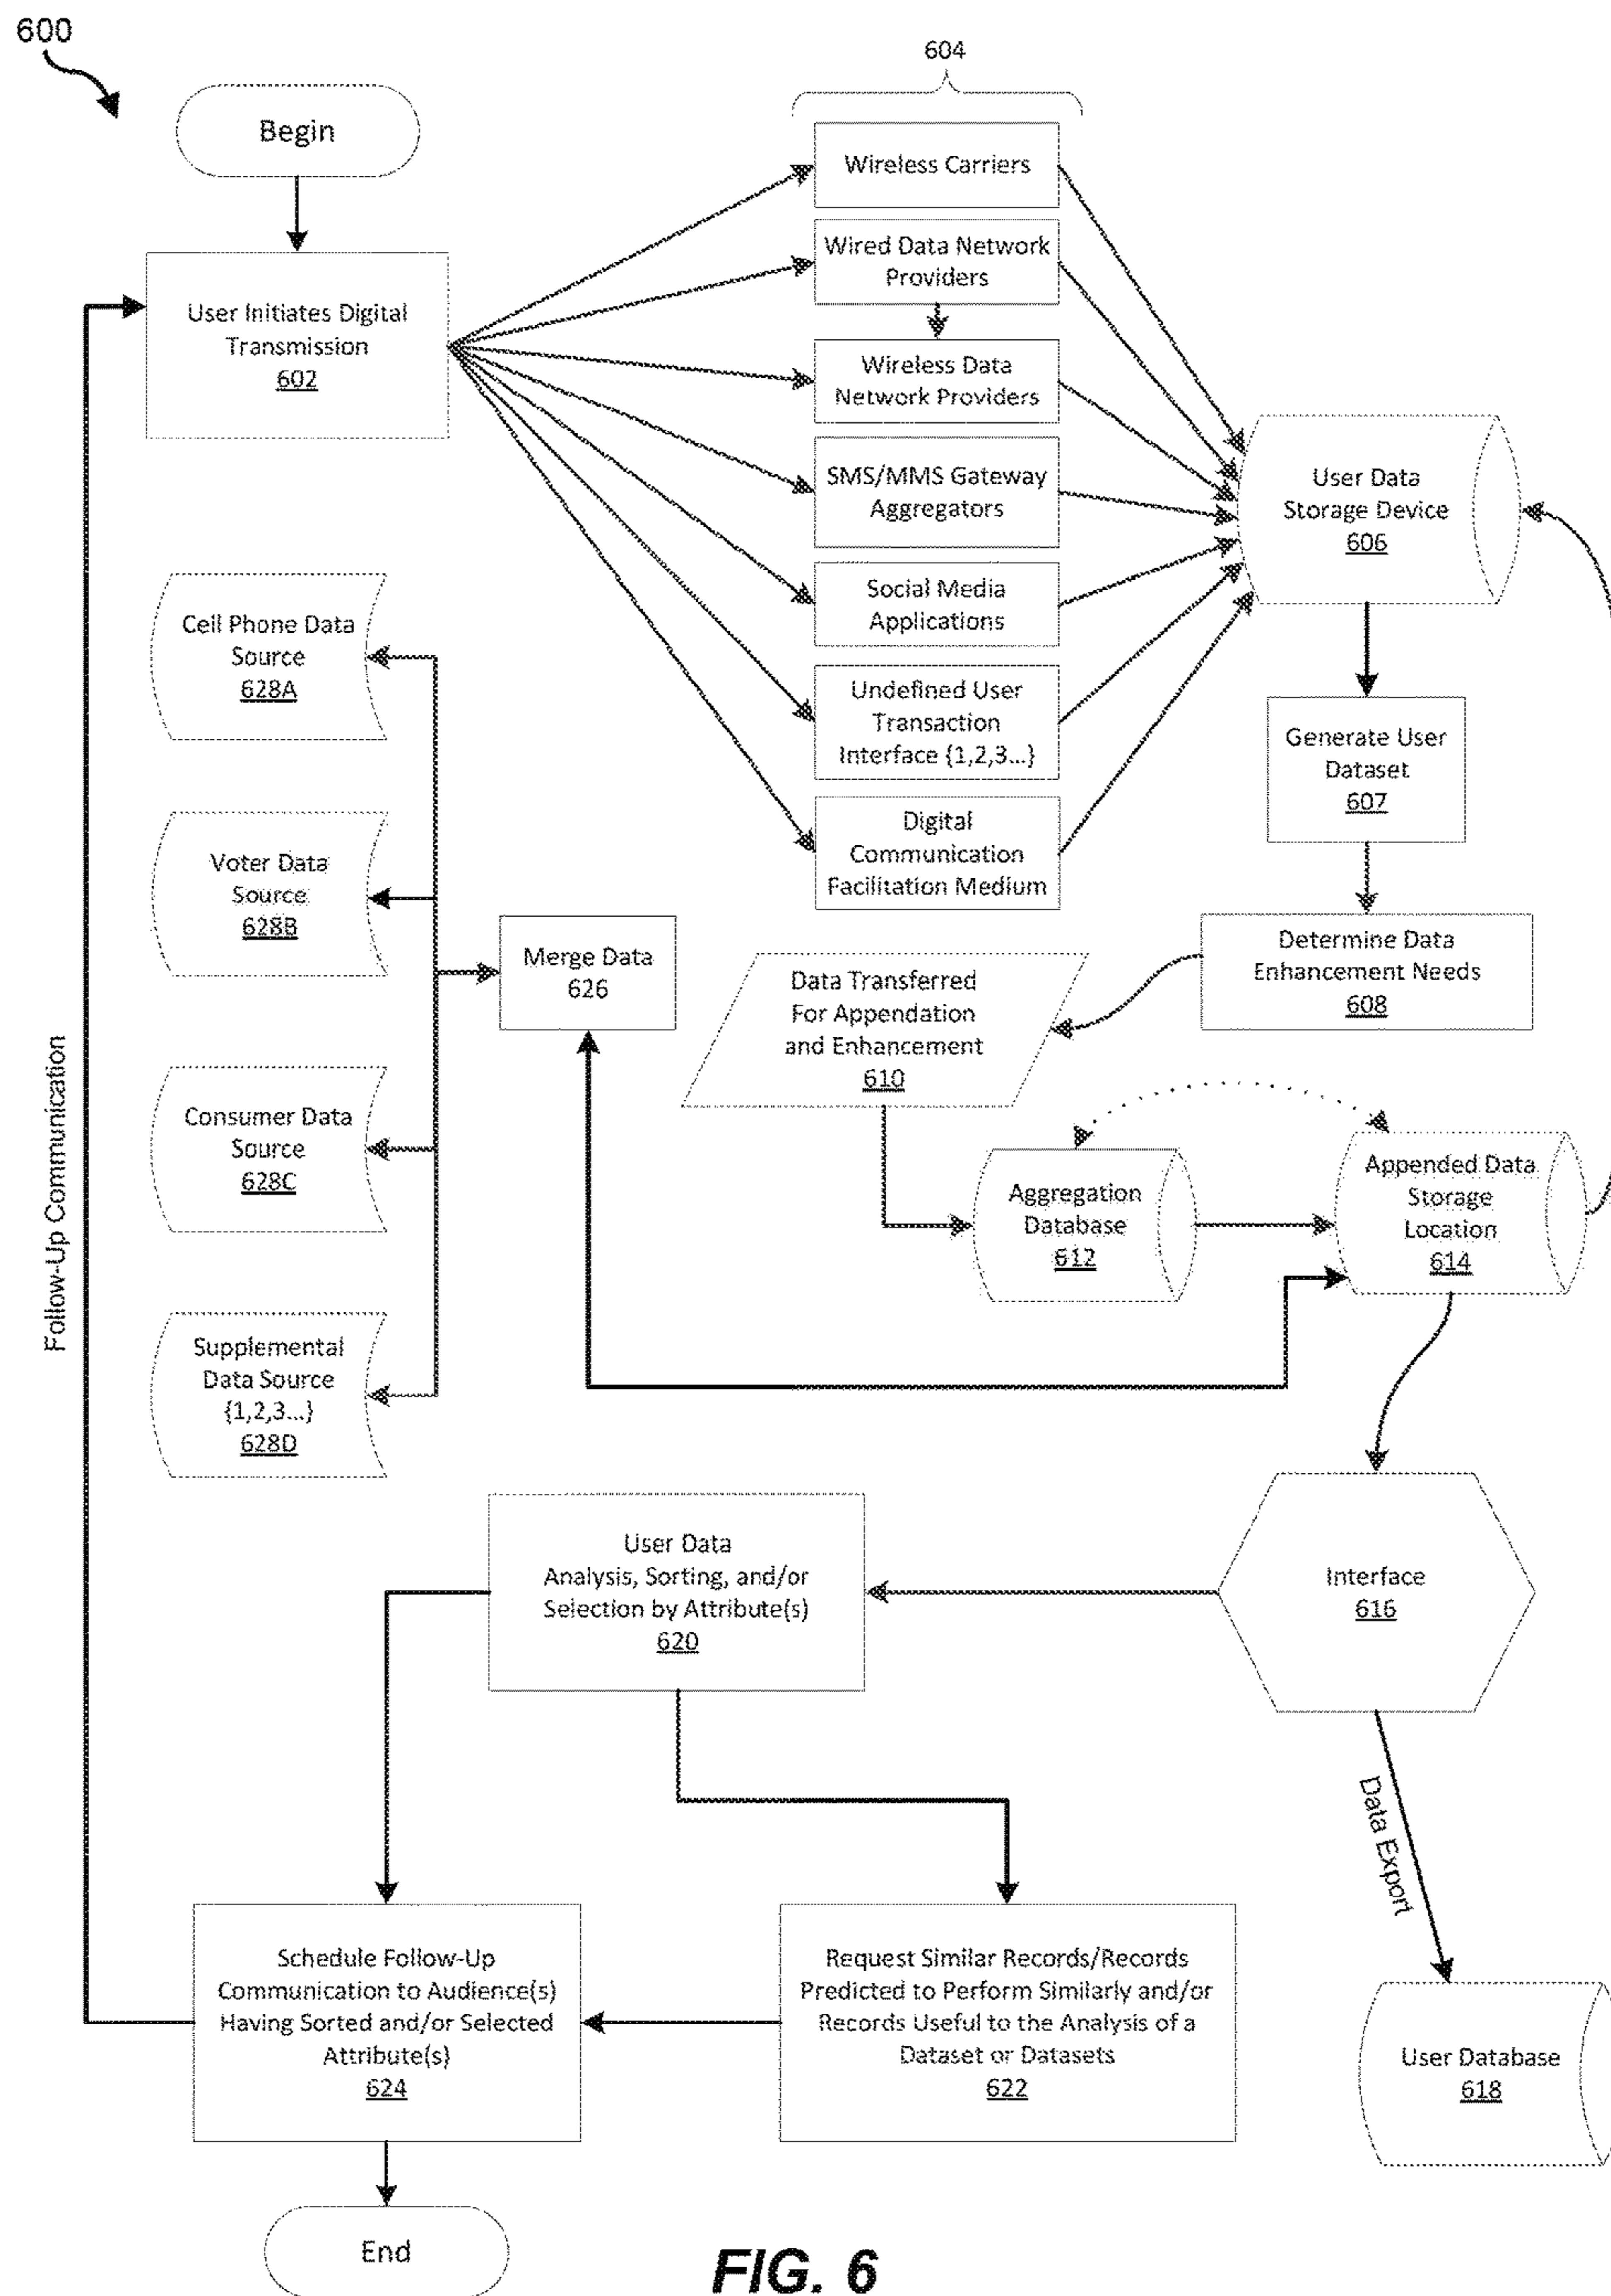 600
604
Begin
Wireless Carriers
Wired Data Network
Providers
User Initiates Digital
Transmission
602
Wireless Data
Network Providers
SMS/MMS Gateway
Aggregators
User Data
Storage Device
606
Social Media
Applications
Cell Phone Data
Source
628A
Undefined User
Transaction
Interface {1,2,3...}
Generate User
Dataset
607
Digital
Communication
Facilitation Medium
Voter Data
Source
628B
Merge Data
626
Determine Data
Enhancement Needs
608
Data Transferred
For Appendation
and Enhancement
610
Follow-Up Communication
Consumer Data
Source
628C
Aggregation
Database
612
Appended Data
Storage
Location
614
Supplemental
Data Source
{1,2,3...}
628D
User Data
Analysis, Sorting, and/or
Selection by Attribute(s)
620
Interface
616
Data Export
Schedule Follow-Up
Communication to Audience(s)
Having Sorted and/or Selected
Attribute(s)
624
Request Similar Records/Records
Predicted to Perform Similarly and/or
Records Useful to the Analysis of a
Dataset or Datasets
622
User Database
618
End
FIG. 6